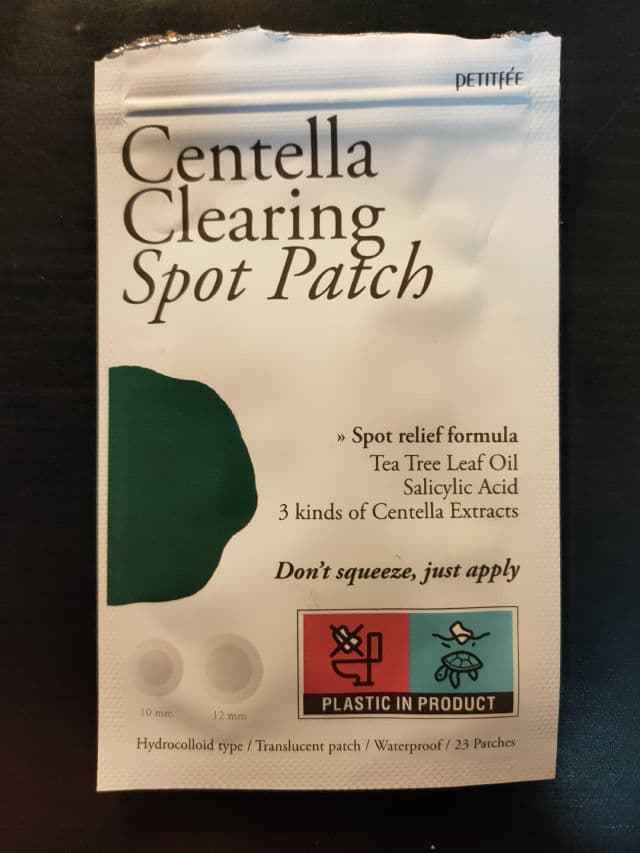 PETITFÉE
Centella
Clearing
Spot Patch
» Spot relief formula
Tea Tree Leaf Oil
Salicylic Acid
3 kinds of Centella Extracts
Don't squeeze, just apply
PLASTIC IN PRODUCT
10 mm
12 mm
Hydrocolloid type / Translucent patch / Waterproof / 23 Patches